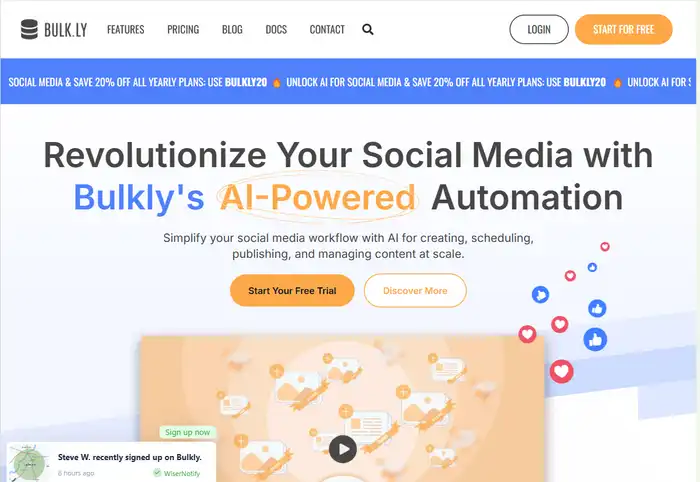 BULK.LY FEATURES PRICING BLOG DOCS CONTACT LOGIN START FOR FREE
SOCIAL MEDIA & SAVE 20% OFF ALL YEARLY PLANS: USE BULKLY20 🔥 UNLOCK AI FOR SOCIAL MEDIA & SAVE 20% OFF ALL YEARLY PLANS: USE BULKLY20 🔥 UNLOCK AI FOR S
Revolutionize Your Social Media with
Bulkly's AI-Powered Automation
Simplify your social media workflow with AI for creating, scheduling,
publishing, and managing content at scale.
Start Your Free Trial Discover More
Sign up now
Steve W. recently signed up on Bulkly.
8 hours ago WiserNotify